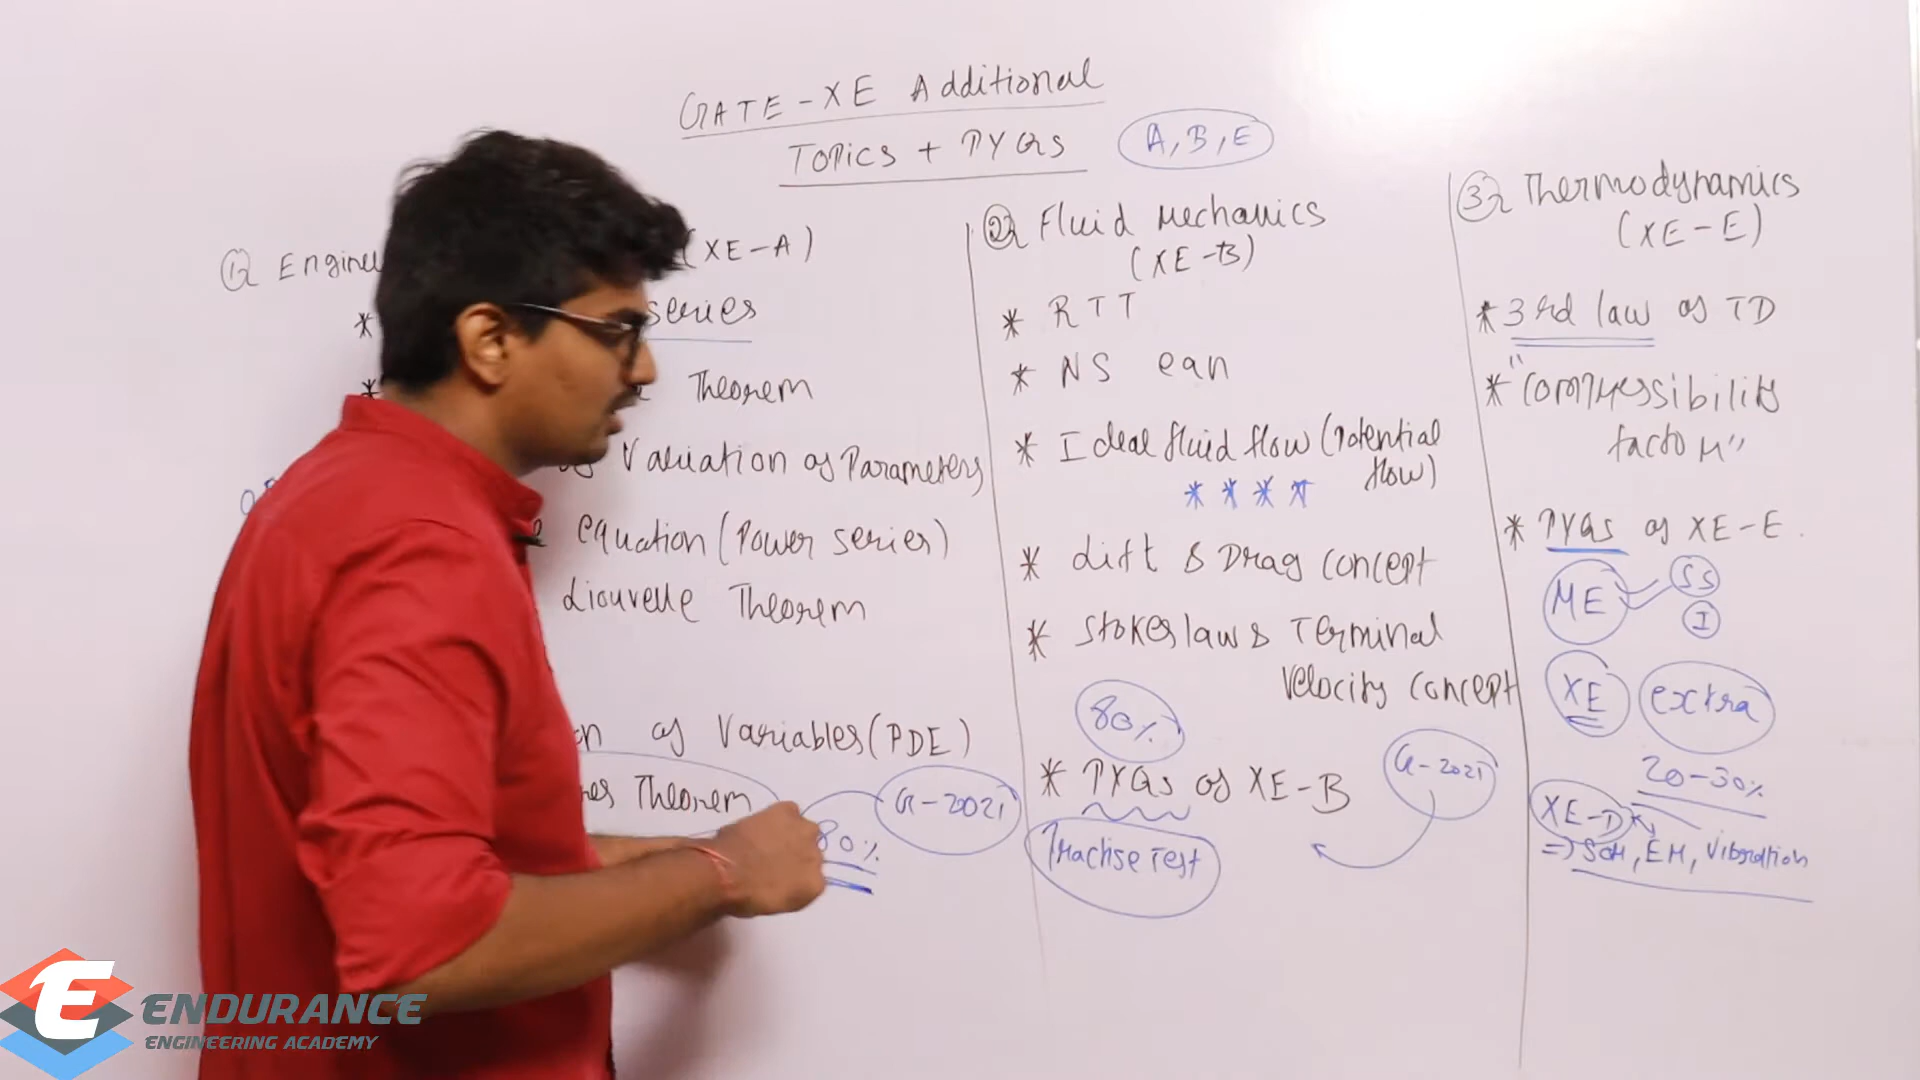 GATE-XE Additional
Topics + PYQs
A, B, E
① Engine (XE-A)
* series
* Theorem
of Variation of Parameters
equation (Power series)
Liouvelle Theorem
of Variables (PDE)
Theorem
G-2021
80%
② Fluid Mechanics
(XE-B)
* RTT
* NS eqn
* Ideal fluid flow (Potential
flow)
* * * *
* Lift & Drag concept
* Stokes law & Terminal
Velocity concept
80%
* PYQs of XE-B
G-2021
Practise Test
③ Thermodynamics
(XE-E)
* 3rd law of TD
* "Compressibility
factor"
* PYQs of XE-E.
ME
SS
I
XE
extra
20-30%
XE-D
=> SOM, EM, Vibration
E
ENDURANCE
ENGINEERING ACADEMY